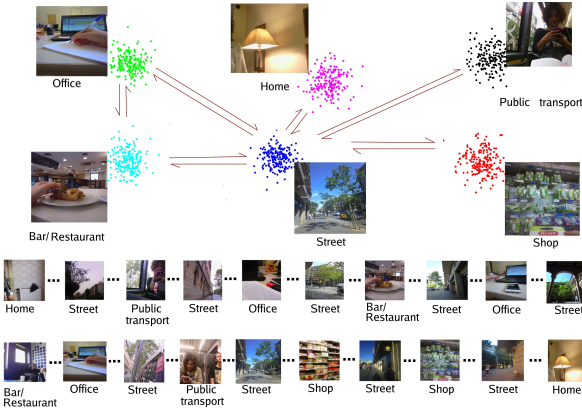 Office
Home
Public transport
Bar/Restaurant
Street
Shop
Home
Street
Public
transport
Street
Office
Street
Bar/
Restaurant
Street
Office
Street
Bar/
Restaurant
Office
Street
Public
transport
Street
Shop
Street
Shop
Street
Home